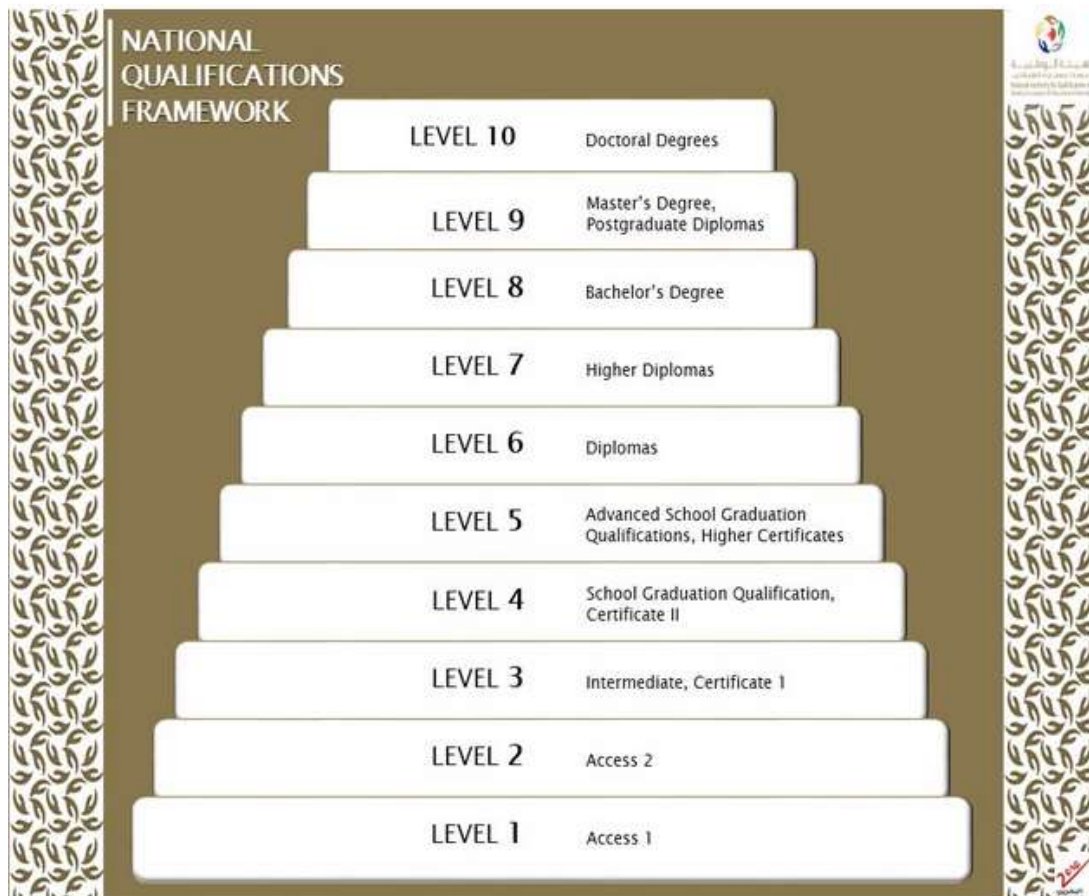 NATIONAL
QUALIFICATIONS
FRAMEWORK
LEVEL 10 Doctoral Degrees
LEVEL 9 Master's Degree,
Postgraduate Diplomas
LEVEL 8 Bachelor's Degree
LEVEL 7 Higher Diplomas
LEVEL 6 Diplomas
LEVEL 5 Advanced School Graduation
Qualifications, Higher Certificates
LEVEL 4 School Graduation Qualification,
Certificate II
LEVEL 3 Intermediate, Certificate 1
LEVEL 2 Access 2
LEVEL 1 Access 1